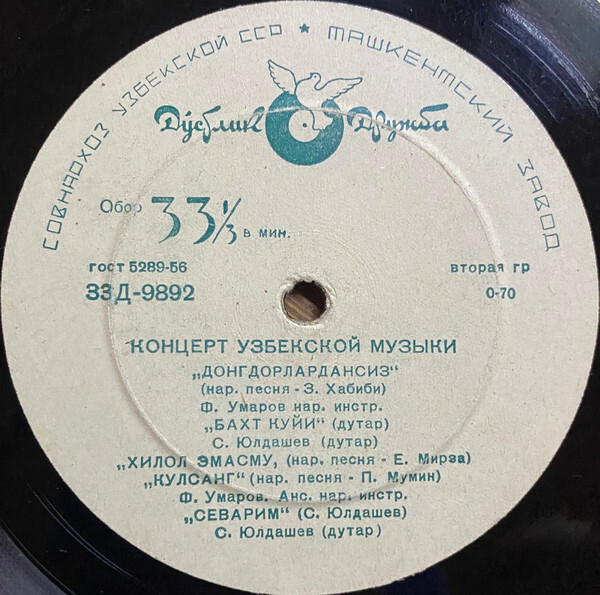 СОВНАРХОЗ УЗБЕКСКОЙ ССР ★ ТАШКЕНТСКИЙ ЗАВОД
Дўстлик Дружба
Обор 33⅓ в мин.
гост 5289-56 вторая гр
33Д-9892 0-70
КОНЦЕРТ УЗБЕКСКОЙ МУЗЫКИ
„ДОНГДОРЛАРДАНСИЗ“
(нар. песня - З. Хабиби)
Ф. Умаров нар. инстр.
„БАХТ КУЙИ“ (дутар)
С. Юлдашев (дутар)
„ХИЛОЛ ЭМАСМУ, (нар. песня - Е. Мирза)
„КУЛСАНГ“ (нар. песня - П. Мумин)
Ф. Умаров. Анс. нар. инстр.
„СЕВАРИМ“ (С. Юлдашев)
С. Юлдашев (дутар)